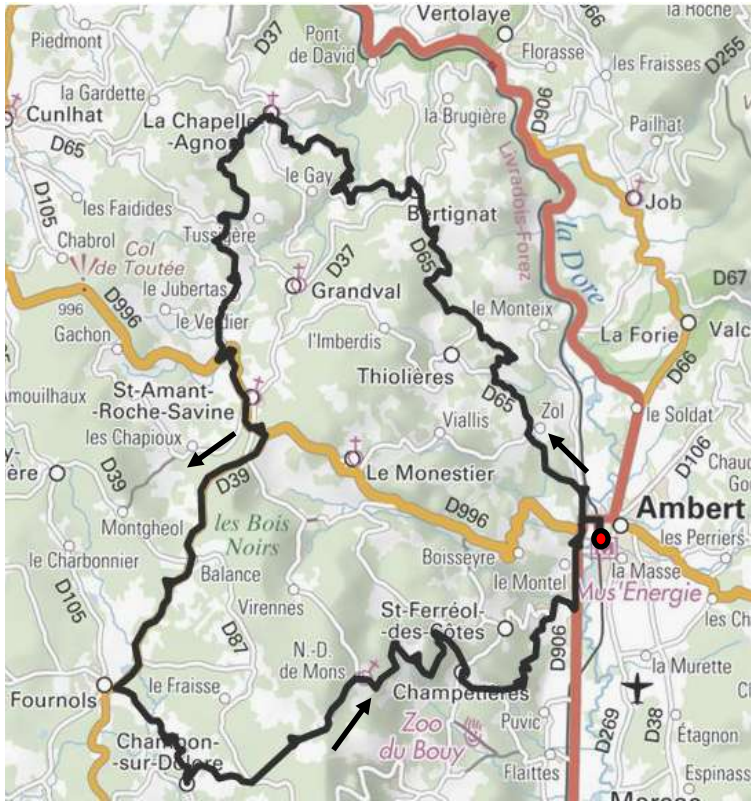 Piedmont
D37
Pont
de David
Vertolaye
D66
la Roche
Florasse
les Fraisses
D255
la Gardette
Cunlhat
La Chapelle
-Agnon
la Brugière
D906
Pailhat
D65
le Gay
Livradois-Forez
Job
D105
les Faidides
Bertignat
la Dore
Chabrol
Col
de Toutée
Tussigère
D37
D65
996
D996
le Jubertas
Grandval
D67
le Verdier
le Monteix
Gachon
l'Imberdis
La Forie
Valc
Thiolières
D66
St-Amant
-Roche-Savine
Amouilhaux
D65
Zol
le Soldat
les Chapioux
Viallis
D106
D39
Le Monestier
D39
D996
Ambert
Montgheol
les Bois
Noirs
Boisseyre
les Perriers
le Charbonnier
Balance
le Montel
la Masse
Mus'Energie
D105
Virennes
St-Ferréol-
des-Côtes
les Ch
D87
D906
N.-D.
de Mons
la Murette
Fournols
le Fraisse
Champétières
D269
D38
Zoo
du Bouy
Puvic
Étagnon
Chambon
-sur-Dolore
Flaittes
Espinass